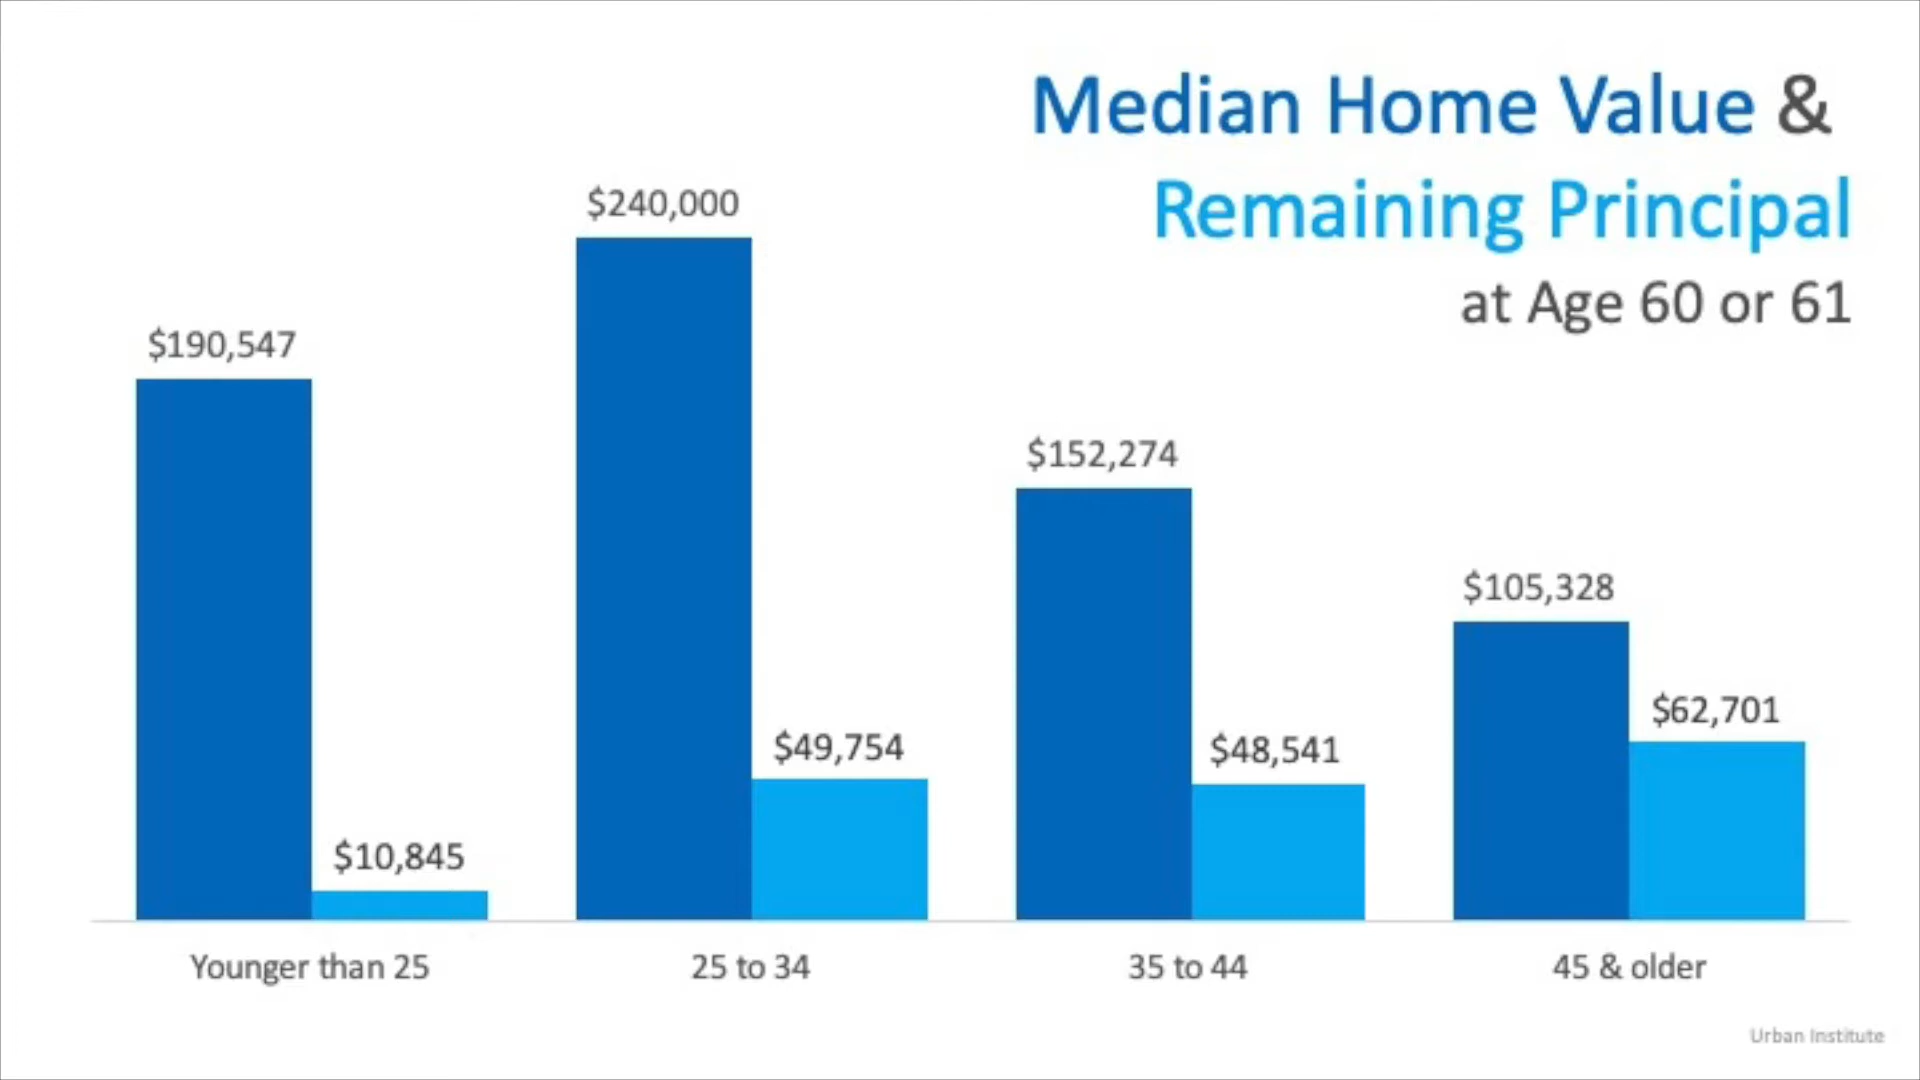 Median Home Value &
Remaining Principal
at Age 60 or 61
$190,547
$10,845
$240,000
$49,754
$152,274
$48,541
$105,328
$62,701
Younger than 25
25 to 34
35 to 44
45 & older
Urban Institute